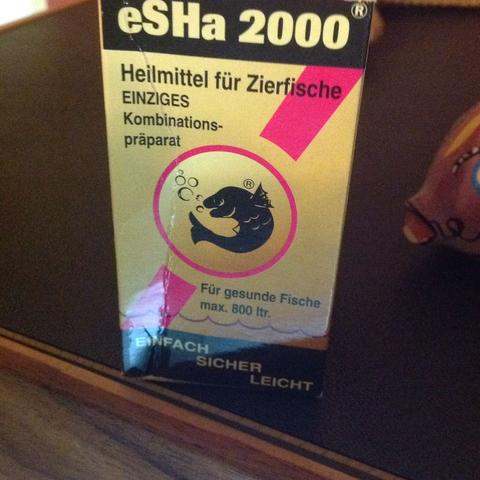 eSHa 2000®
Heilmittel für Zierfische
EINZIGES
Kombinations-
präparat
®
Für gesunde Fische
max. 800 ltr.
EINFACH
SICHER
LEICHT